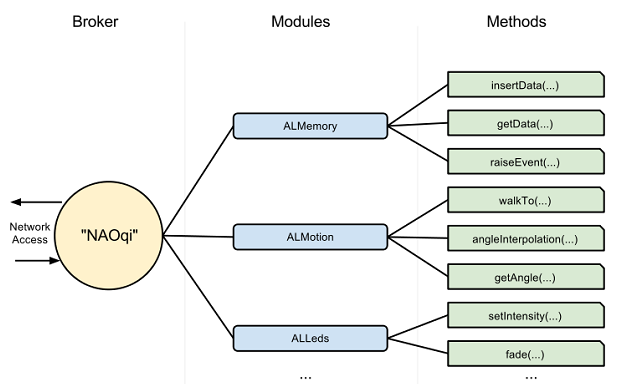 Broker
Modules
Methods
Network
Access
"NAOqi"
ALMemory
insertData(...)
getData(...)
raiseEvent(...)
ALMotion
walkTo(...)
angleInterpolation(...)
getAngle(...)
ALLeds
setIntensity(...)
fade(...)
...
...